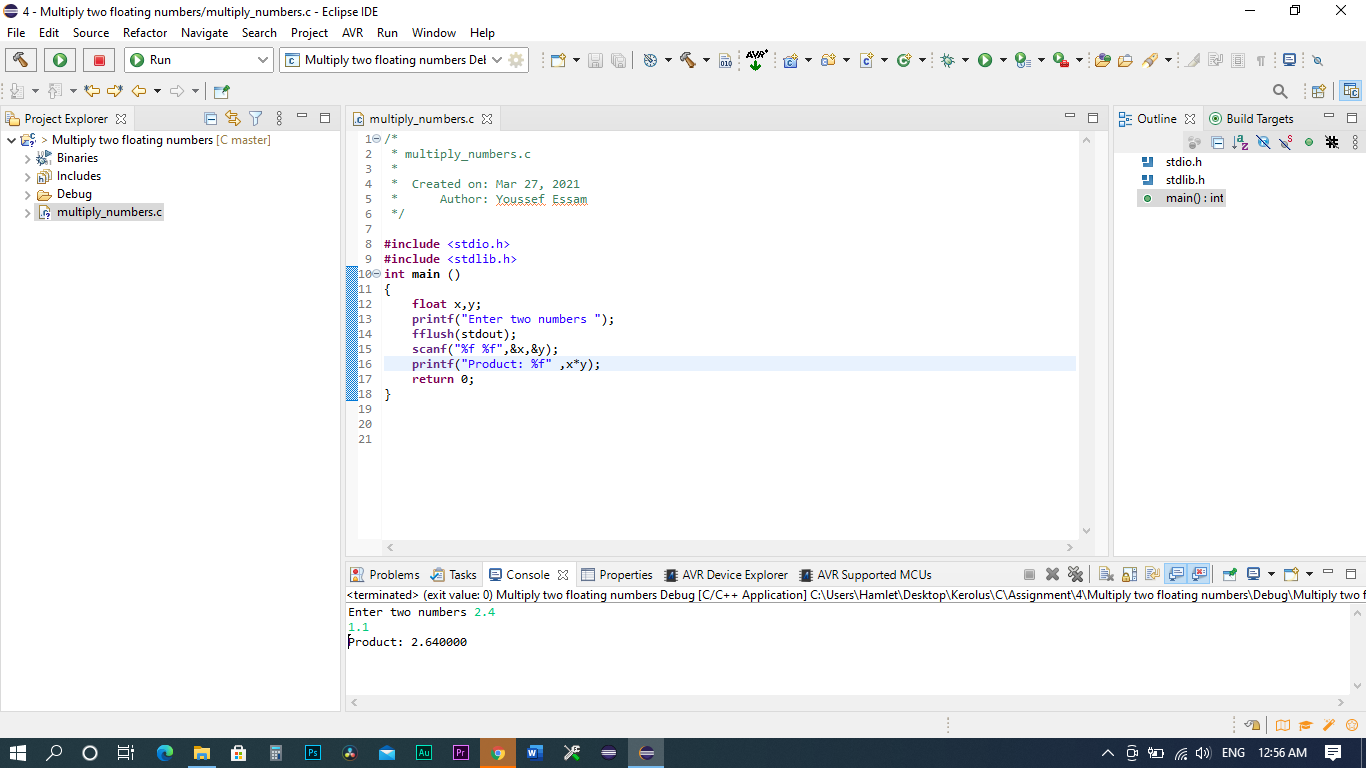 4 - Multiply two floating numbers/multiply_numbers.c - Eclipse IDE
File Edit Source Refactor Navigate Search Project AVR Run Window Help
Run
Multiply two floating numbers Del
010
AVR
Project Explorer
> Multiply two floating numbers [C master]
Binaries
Includes
Debug
multiply_numbers.c
multiply_numbers.c
1 /*
2  * multiply_numbers.c
3  *
4  *  Created on: Mar 27, 2021
5  *      Author: Youssef Essam
6  */
7
8 #include <stdio.h>
9 #include <stdlib.h>
10 int main ()
11 {
12     float x,y;
13     printf("Enter two numbers ");
14     fflush(stdout);
15     scanf("%f %f",&x,&y);
16     printf("Product: %f" ,x*y);
17     return 0;
18 }
19
20
21
Outline Build Targets
stdio.h
stdlib.h
main() : int
Problems Tasks Console Properties AVR Device Explorer AVR Supported MCUs
<terminated> (exit value: 0) Multiply two floating numbers Debug [C/C++ Application] C:\Users\Hamlet\Desktop\Kerolus\C\Assignment\4\Multiply two floating numbers\Debug\Multiply two f
Enter two numbers 2.4
1.1
Product: 2.640000
Ps Au Pr W ENG 12:56 AM